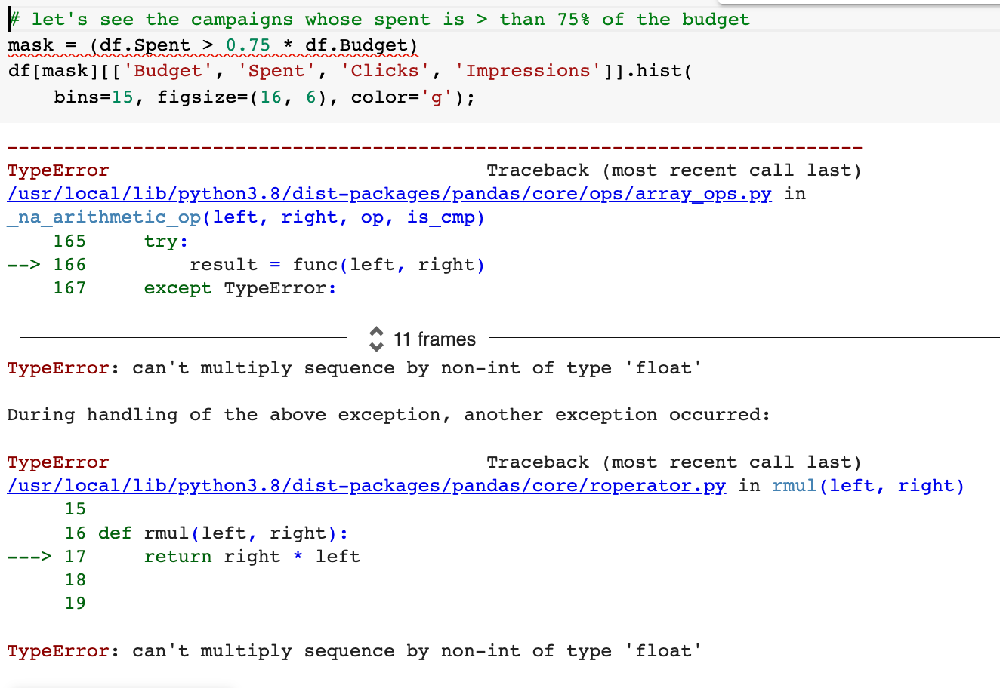 # let's see the campaigns whose spent is > than 75% of the budget
mask = (df.Spent > 0.75 * df.Budget)
df[mask][['Budget', 'Spent', 'Clicks', 'Impressions']].hist(
    bins=15, figsize=(16, 6), color='g');
---------------------------------------------------------------------------
TypeError                                 Traceback (most recent call last)
/usr/local/lib/python3.8/dist-packages/pandas/core/ops/array_ops.py in
_na_arithmetic_op(left, right, op, is_cmp)
    165     try:
--> 166         result = func(left, right)
    167     except TypeError:
11 frames
TypeError: can't multiply sequence by non-int of type 'float'
During handling of the above exception, another exception occurred:
TypeError                                 Traceback (most recent call last)
/usr/local/lib/python3.8/dist-packages/pandas/core/roperator.py in rmul(left, right)
     15
     16 def rmul(left, right):
---> 17     return right * left
     18
     19
TypeError: can't multiply sequence by non-int of type 'float'